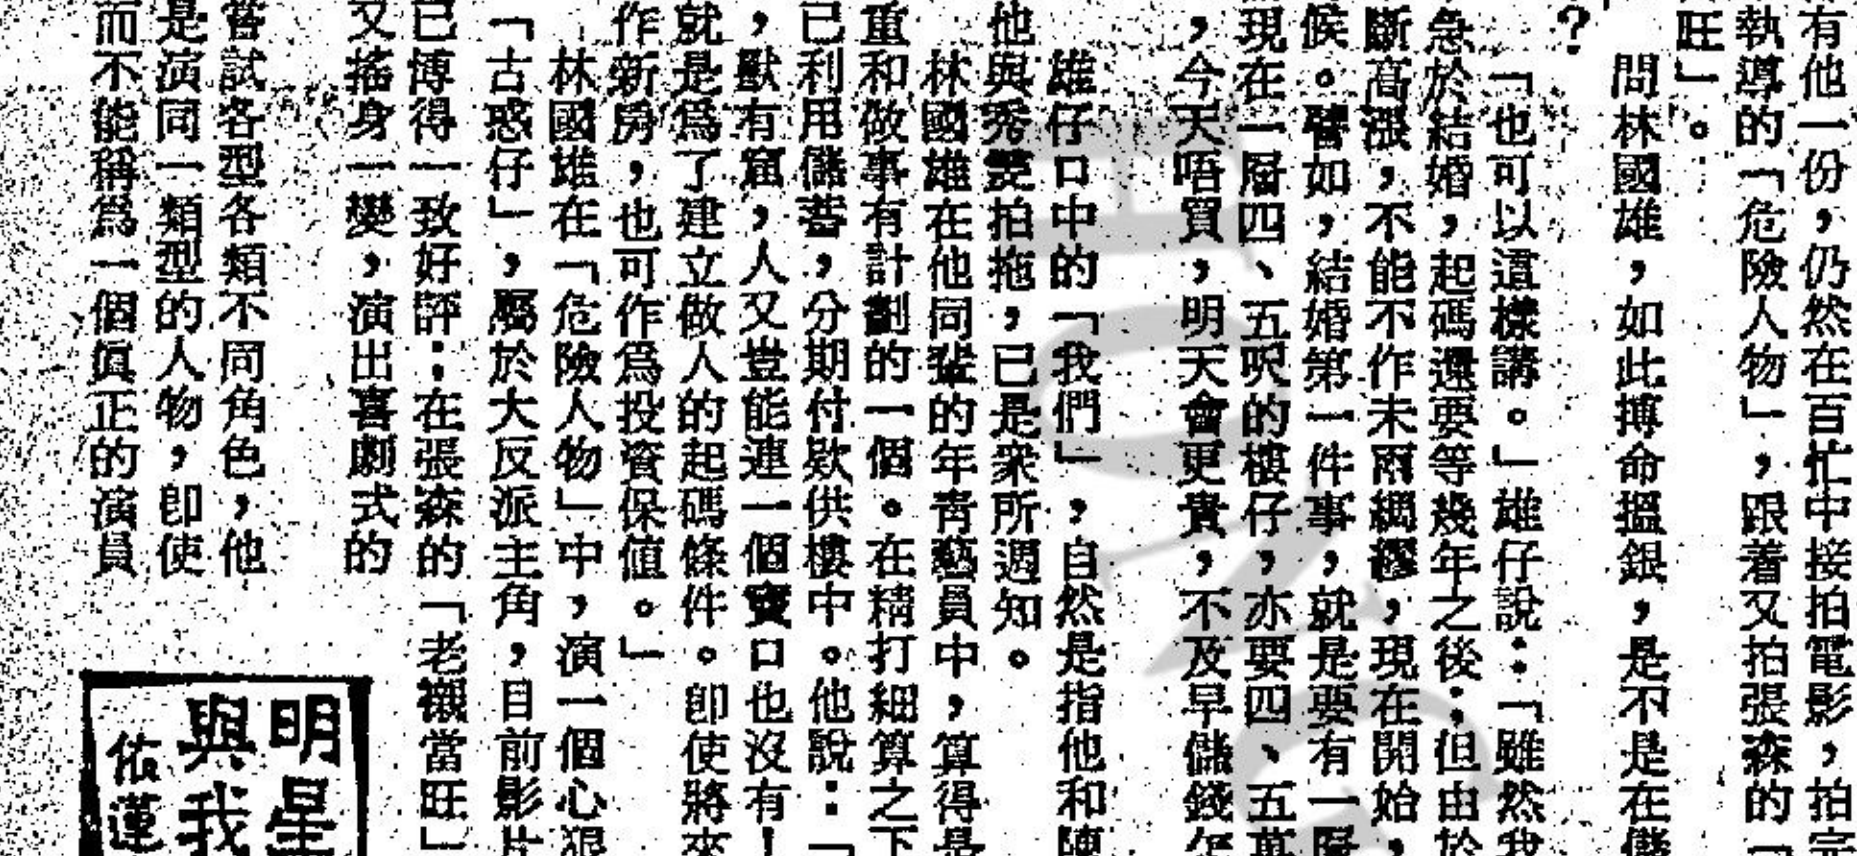 有他一份，仍然在百忙中接拍電影，拍完
執導的「危險人物」，跟着又拍張森的「
旺」。
問林國雄，如此搏命搵銀，是不是在儲
？
「也可以這樣講。」雄仔說：「雖然我
急於結婚，起碼還要等幾年之後；但由於
斷高漲，不能不作未雨綢繆，現在開始，
候。譬如，結婚第一件事，就是要有一層
現在一層四、五呎的樓仔，亦要四、五萬
，今天唔買，明天會更貴，不及早儲錢怎
雄仔口中的「我們」，自然是指他和陳
他與秀雯拍拖，已是衆所週知。
林國雄在他同輩的年青藝員中，算得是
重和做事有計劃的一個。在精打細算之下
已利用儲蓄，分期付欵供樓中。他說：「
，獸有窟，人又豈能連一個竇口也沒有！
就是爲了建立做人的起碼條件。卽使將來
作新房，也可作爲投資保值。」
林國雄在「危險人物」中，演一個心狠
「古惑仔」，屬於大反派主角，目前影片
已博得一致好評；在張森的「老襯當旺」
又搖身一變，演出喜劇式的
嘗試各型各類不同角色，他
是演同一類型的人物，卽使
而不能稱爲一個眞正的演員
明星
與我
依蓮